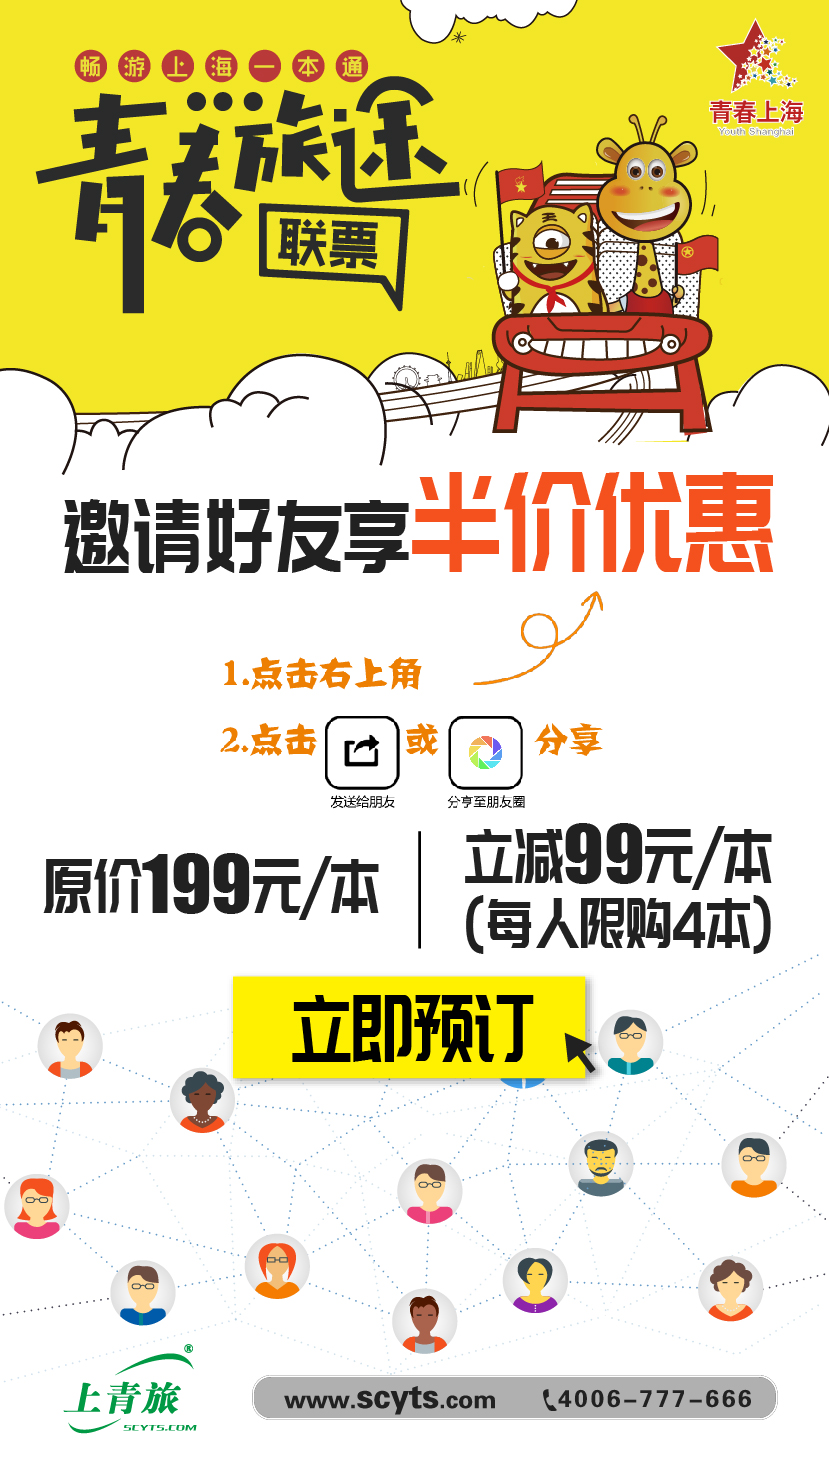 畅游上海一本通
青春旅途
联票
青春上海
Youth Shanghai
邀请好友享半价优惠
1.点击右上角
2.点击 或 分享
发送给朋友 分享至朋友圈
原价199元/本
立减99元/本
(每人限购4本)
立即预订
上青旅®
SCYTS.COM
www.scyts.com 4006-777-666